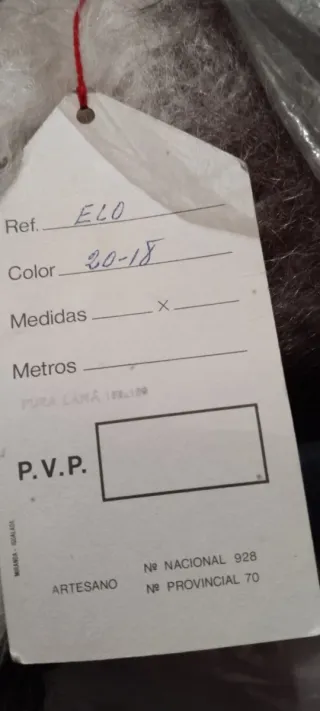 Ref. ELO
Color 20-18
Medidas x
Metros
PURA LANA
P.V.P.
Nº NACIONAL 928
ARTESANO Nº PROVINCIAL 70